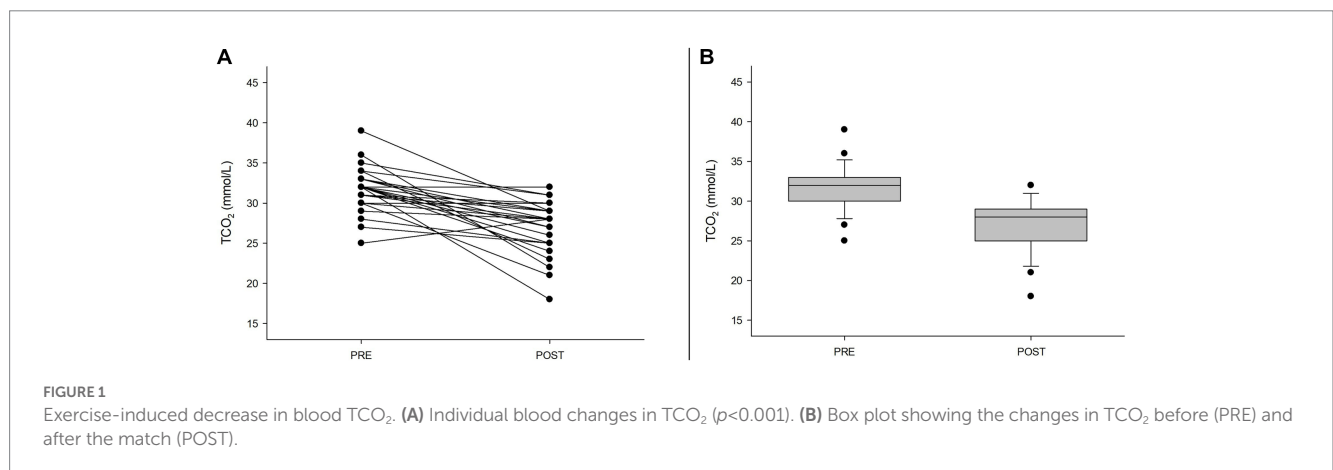 A
TCO₂ (mmol/L)
45
40
35
30
25
20
15
PRE POST
B
TCO₂ (mmol/L)
45
40
35
30
25
20
15
PRE POST
FIGURE 1
Exercise-induced decrease in blood TCO₂. (A) Individual blood changes in TCO₂ (p<0.001). (B) Box plot showing the changes in TCO₂ before (PRE) and
after the match (POST).